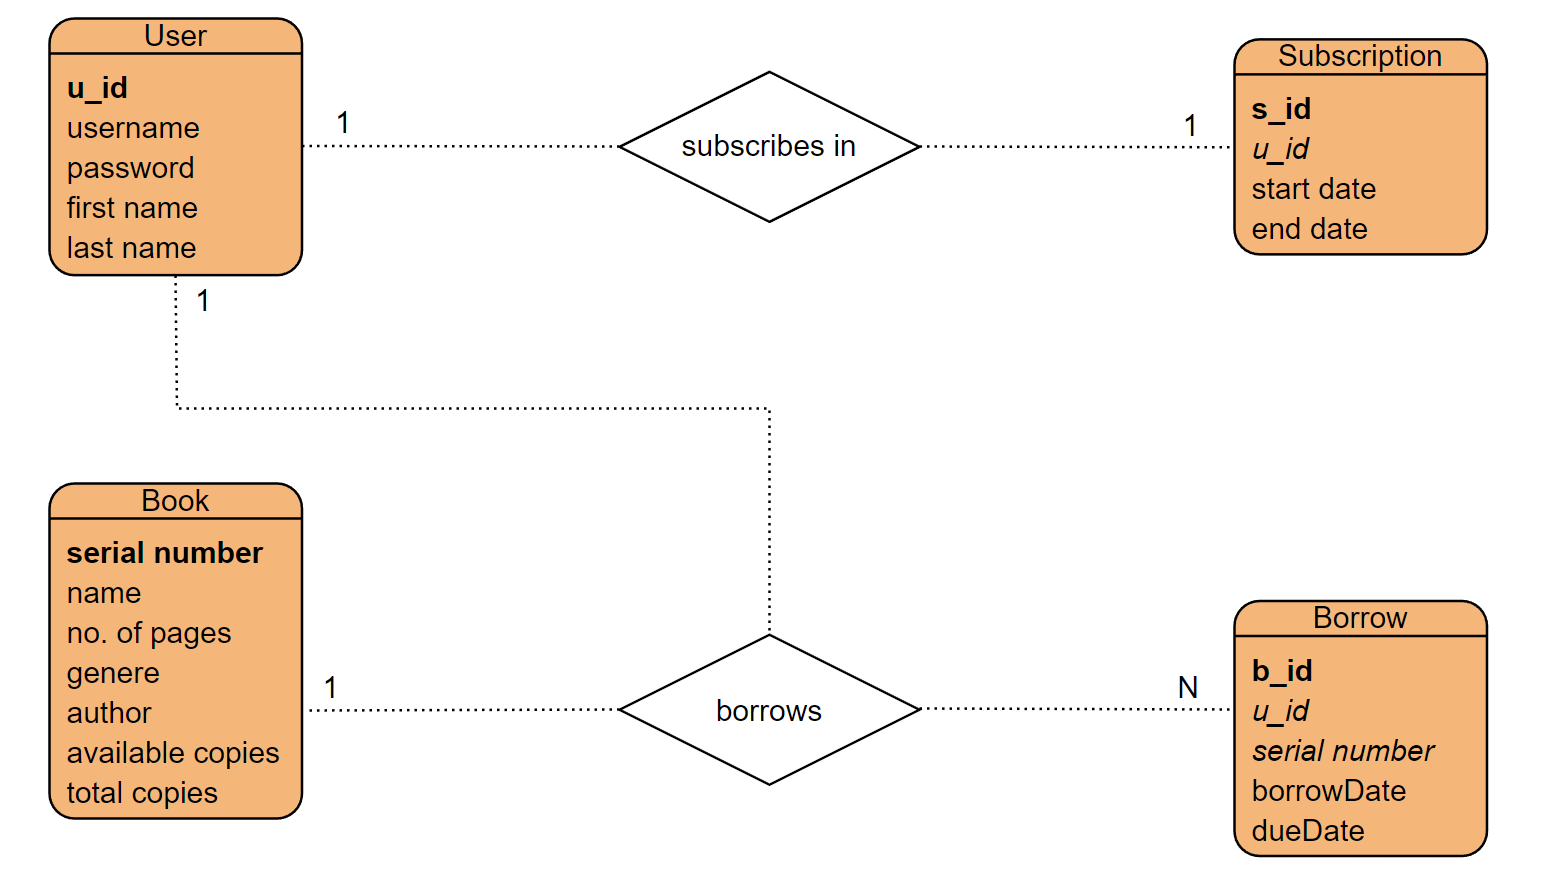 User
u_id
username
password
first name
last name
1
subscribes in
1
Subscription
s_id
u_id
start date
end date
1
Book
serial number
name
no. of pages
genere
author
available copies
total copies
1
borrows
N
Borrow
b_id
u_id
serial number
borrowDate
dueDate